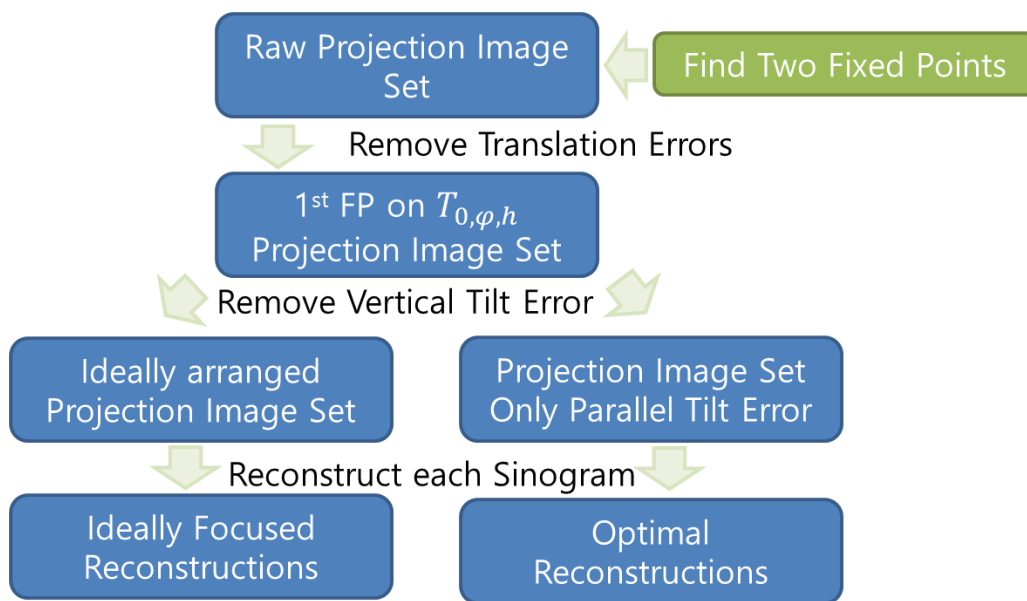 Raw Projection Image
Set
Find Two Fixed Points
Remove Translation Errors
1st FP on T0,φ,h
Projection Image Set
Remove Vertical Tilt Error
Ideally arranged
Projection Image Set
Projection Image Set
Only Parallel Tilt Error
Reconstruct each Sinogram
Ideally Focused
Reconstructions
Optimal
Reconstructions